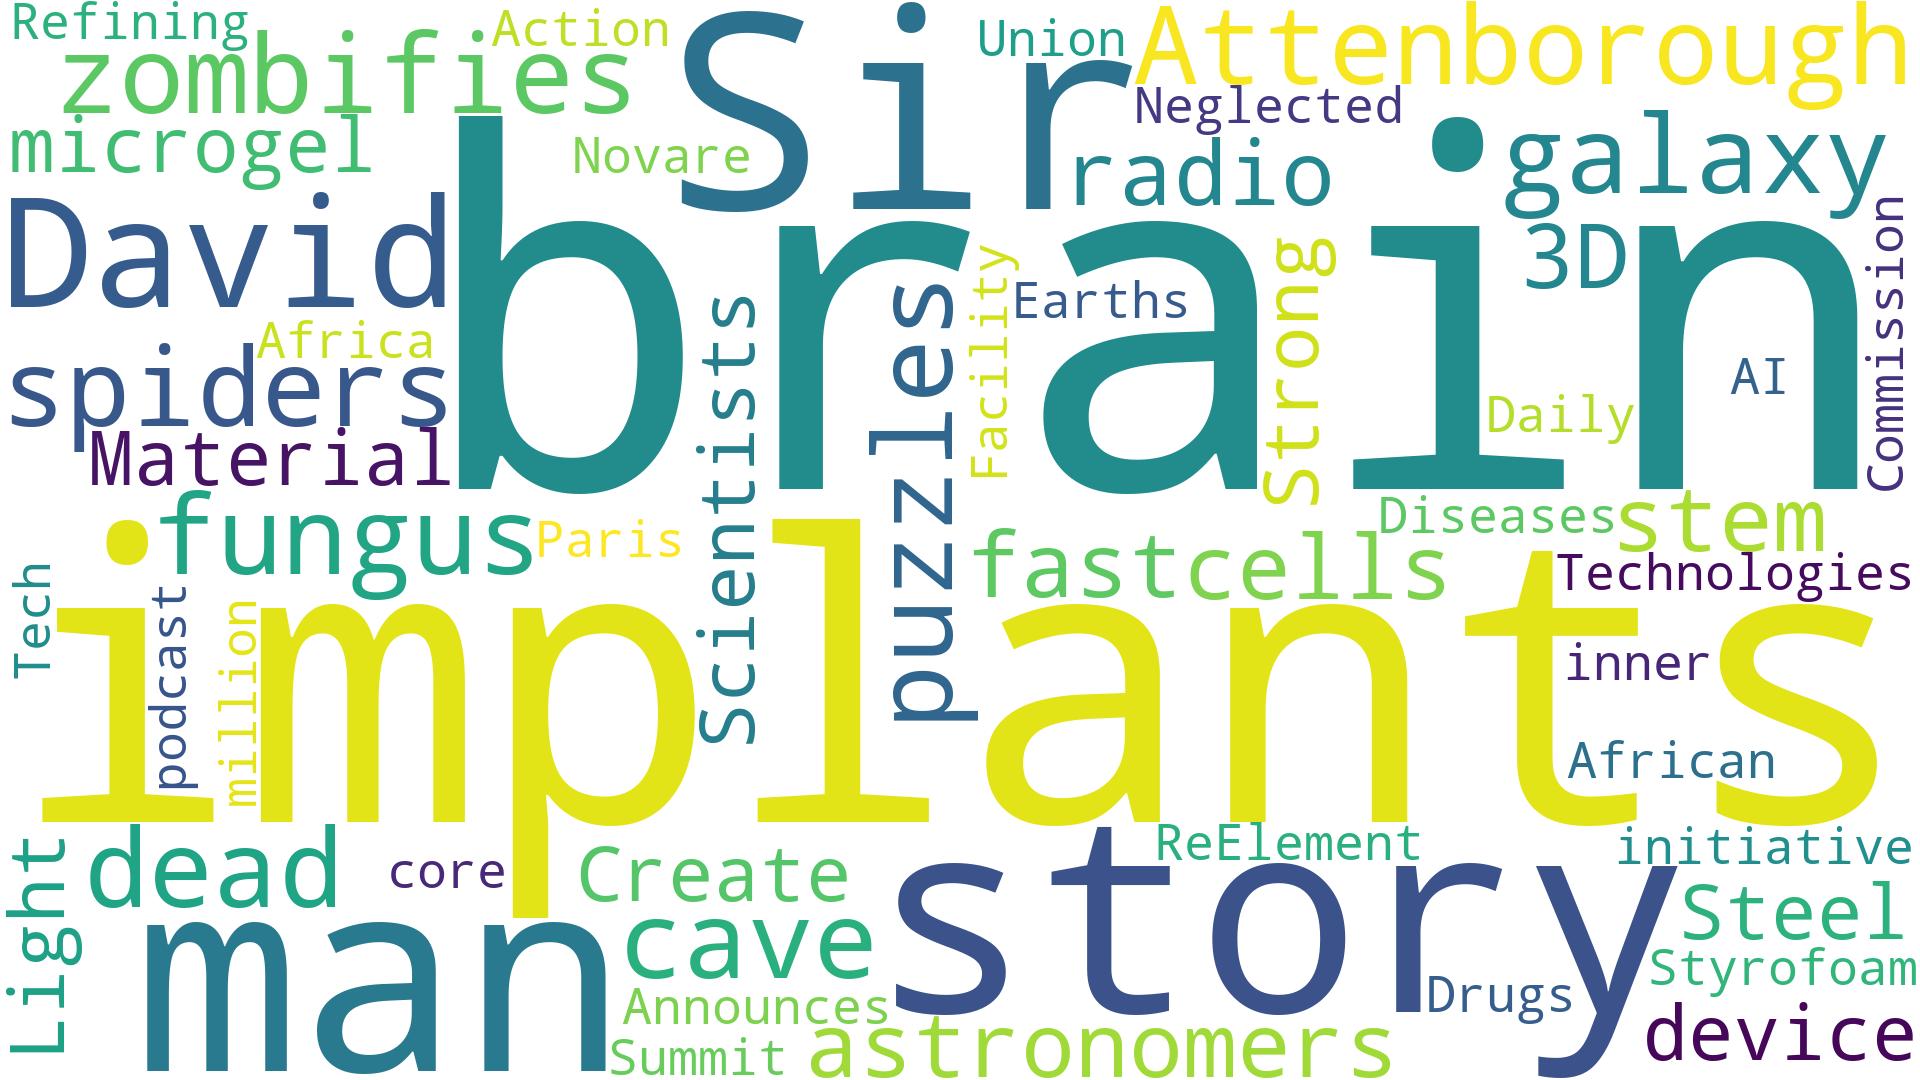 Refining
Action
Sir
Union
Attenborough
zombifies
Neglected
microgel
Novare
radio
galaxy
David
brain
3D
Commission
Facility
Earths
Strong
Scientists
puzzles
Africa
spiders
AI
Daily
Material
fungus
Paris
fast
cells
Diseases
stem
Technologies
Tech
podcast
million
implants
inner
African
Light
dead
core
Create
ReElement
initiative
man
cave
story
Steel
Styrofoam
Announces
Drugs
Summit
astronomers
device